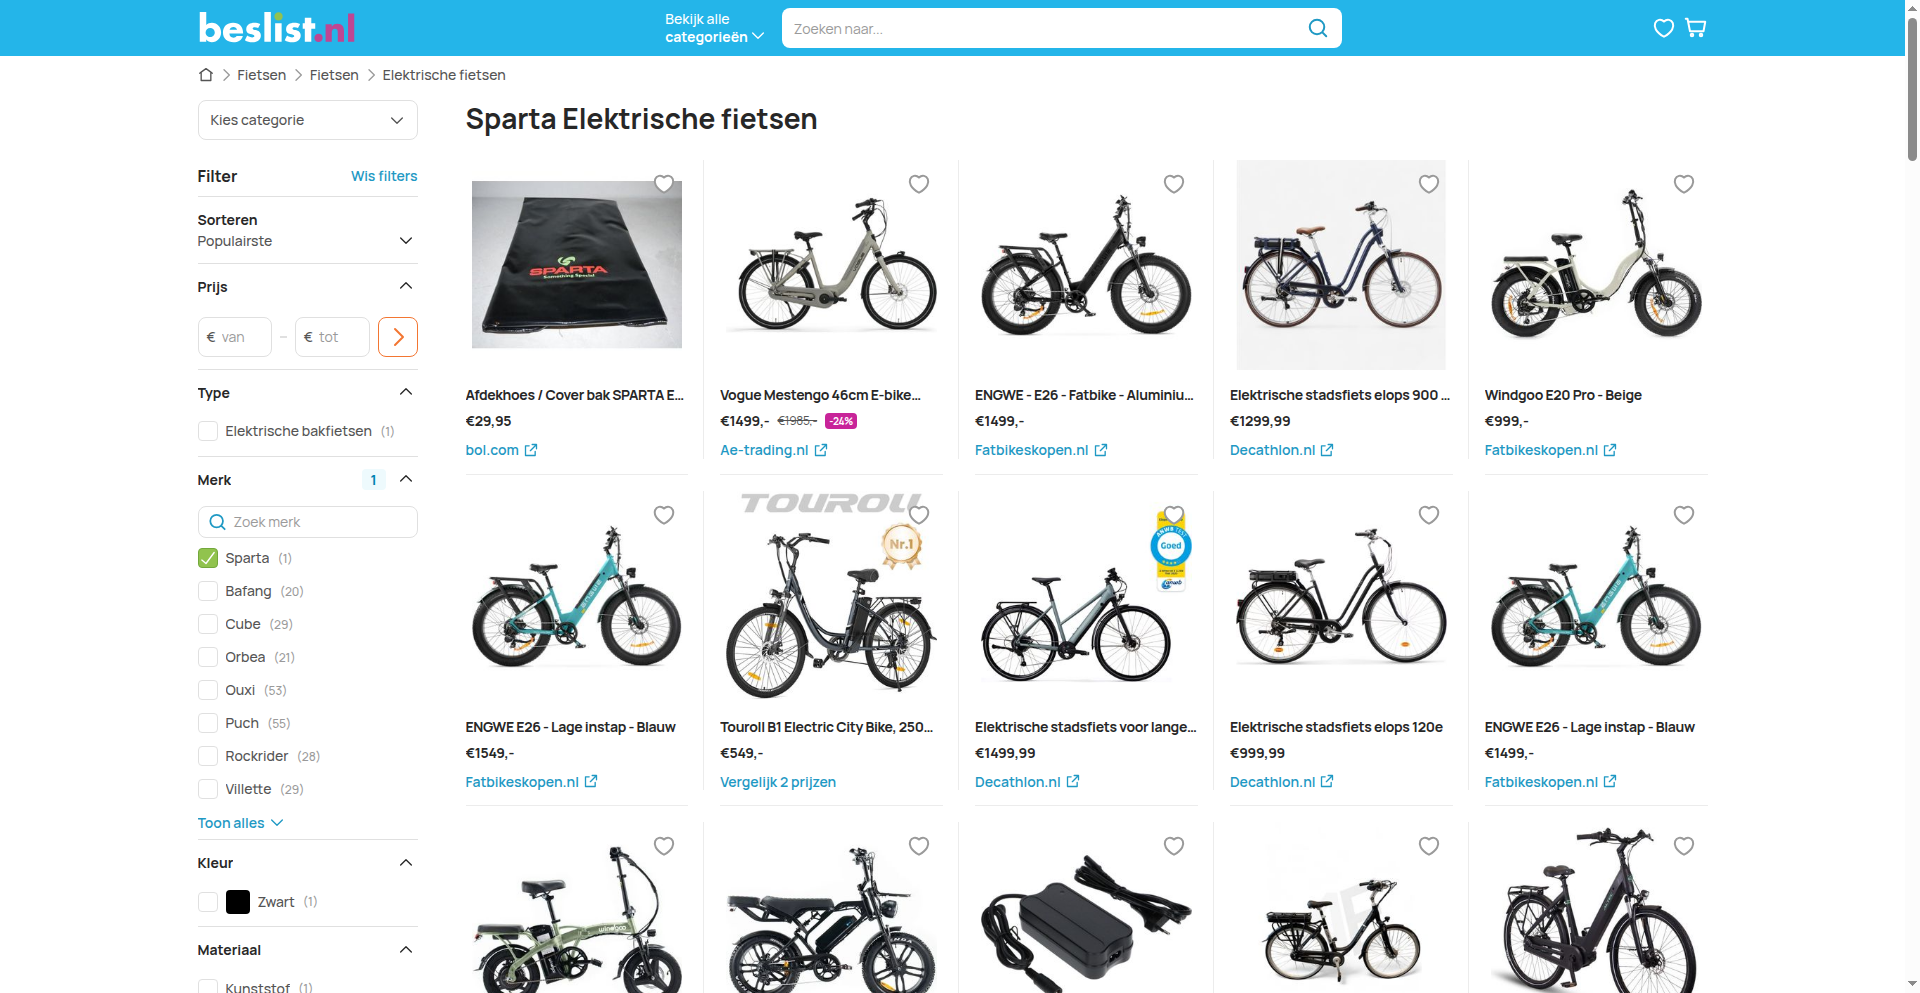 beslist.nl
Bekijk alle
categorieën
Zoeken naar...
Fietsen
Fietsen
Elektrische fietsen
Kies categorie
Filter
Wis filters
Sorteren
Populairste
Prijs
€ van
–
€ tot
Type
Elektrische bakfietsen (1)
Merk
1
Zoek merk
Sparta (1)
Bafang (20)
Cube (29)
Orbea (21)
Ouxi (53)
Puch (55)
Rockrider (28)
Villette (29)
Toon alles
Kleur
Zwart (1)
Materiaal
Kunststof (1)
Sparta Elektrische fietsen
SPARTA
Something Special
Afdekhoes / Cover bak SPARTA E...
€29,95
bol.com
Vogue Mestengo 46cm E-bike...
€1499,- €1985,- -24%
Ae-trading.nl
ENGWE - E26 - Fatbike - Aluminiu...
€1499,-
Fatbikeskopen.nl
Elektrische stadsfiets elops 900 ...
€1299,99
Decathlon.nl
Windgoo E20 Pro - Beige
€999,-
Fatbikeskopen.nl
ENGWE E26 - Lage instap - Blauw
€1549,-
Fatbikeskopen.nl
TOUROLL
Nr.1
Touroll B1 Electric City Bike, 250...
€549,-
Vergelijk 2 prijzen
Goed
Elektrische stadsfiets voor lange...
€1499,99
Decathlon.nl
Elektrische stadsfiets elops 120e
€999,99
Decathlon.nl
ENGWE E26 - Lage instap - Blauw
€1499,-
Fatbikeskopen.nl